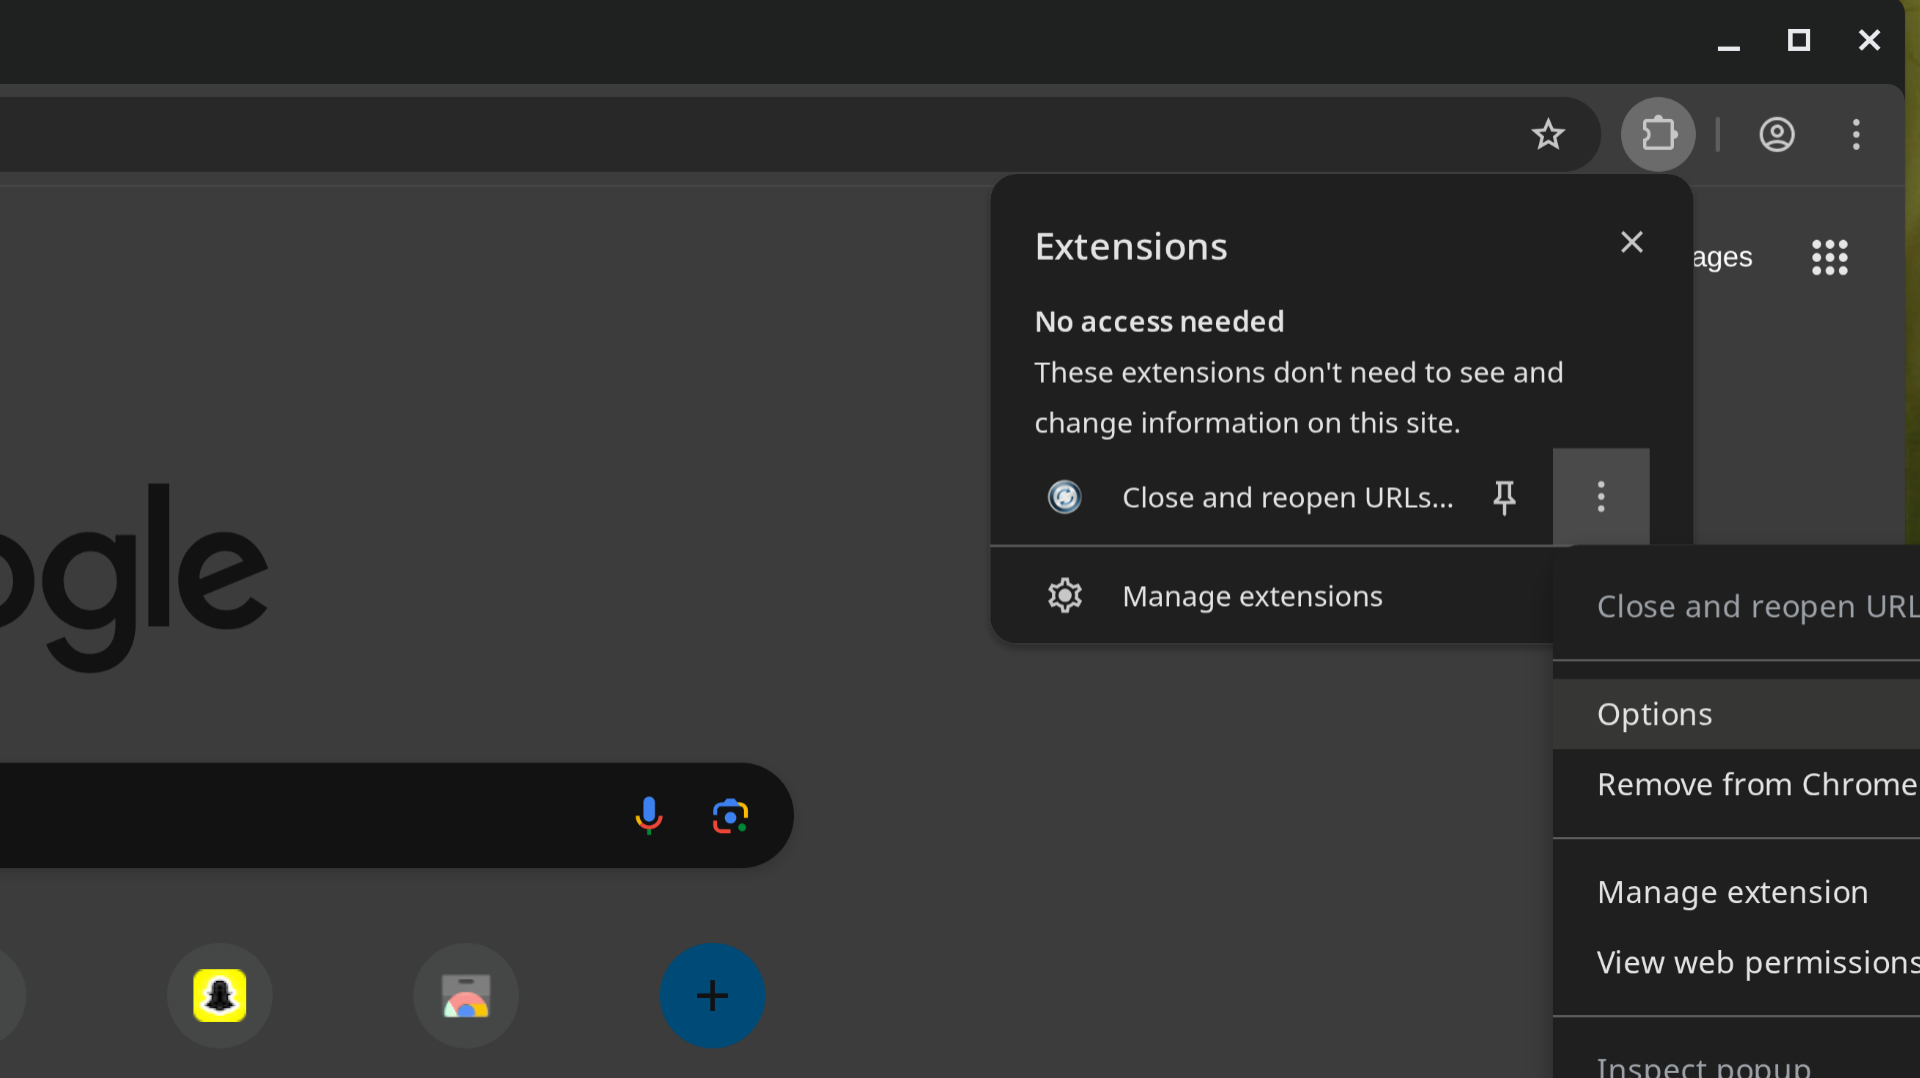 Extensions
ages
No access needed
These extensions don't need to see and
change information on this site.
Close and reopen URLs...
Manage extensions
ogle
Close and reopen URL
Options
Remove from Chrome
Manage extension
View web permissions
Inspect popup